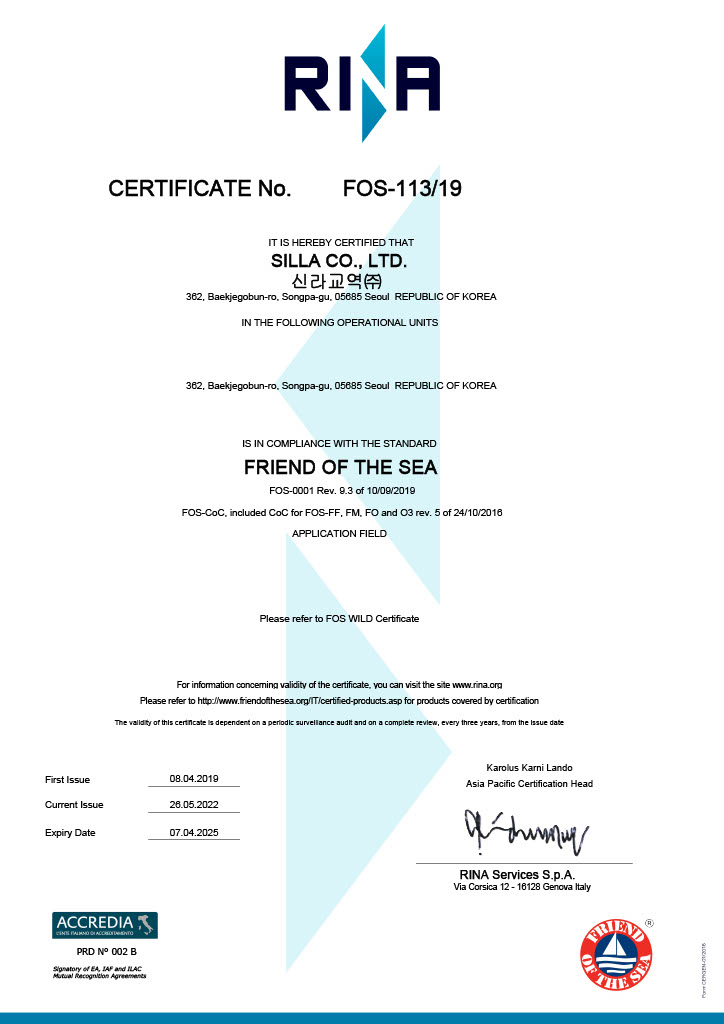 RINA
CERTIFICATE No. FOS-113/19
IT IS HEREBY CERTIFIED THAT
SILLA CO., LTD.
신라교역㈜
362, Baekjegobun-ro, Songpa-gu, 05685 Seoul REPUBLIC OF KOREA
IN THE FOLLOWING OPERATIONAL UNITS
362, Baekjegobun-ro, Songpa-gu, 05685 Seoul REPUBLIC OF KOREA
IS IN COMPLIANCE WITH THE STANDARD
FRIEND OF THE SEA
FOS-0001 Rev. 9.3 of 10/09/2019
FOS-CoC, included CoC for FOS-FF, FM, FO and O3 rev. 5 of 24/10/2016
APPLICATION FIELD
Please refer to FOS WILD Certificate
For information concerning validity of the certificate, you can visit the site www.rina.org
Please refer to http://www.friendofthesea.org/IT/certified-products.asp for products covered by certification
The validity of this certificate is dependent on a periodic surveillance audit and on a complete review, every three years, from the issue date
First Issue 08.04.2019
Current Issue 26.05.2022
Expiry Date 07.04.2025
Karolus Karni Lando
Asia Pacific Certification Head
RINA Services S.p.A.
Via Corsica 12 - 16128 Genova Italy
ACCREDIA
L'ENTE ITALIANO DI ACCREDITAMENTO
PRD N° 002 B
Signatory of EA, IAF and ILAC
Mutual Recognition Agreements
FRIEND
OF THE SEA
®